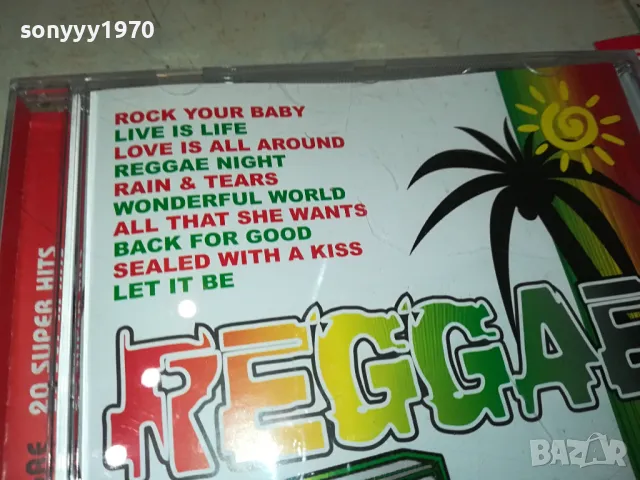 sonyyy1970
ROCK YOUR BABY
LIVE IS LIFE
LOVE IS ALL AROUND
REGGAE NIGHT
RAIN & TEARS
WONDERFUL WORLD
ALL THAT SHE WANTS
BACK FOR GOOD
SEALED WITH A KISS
LET IT BE
REGGAE
20 SUPER HITS
BAZAR